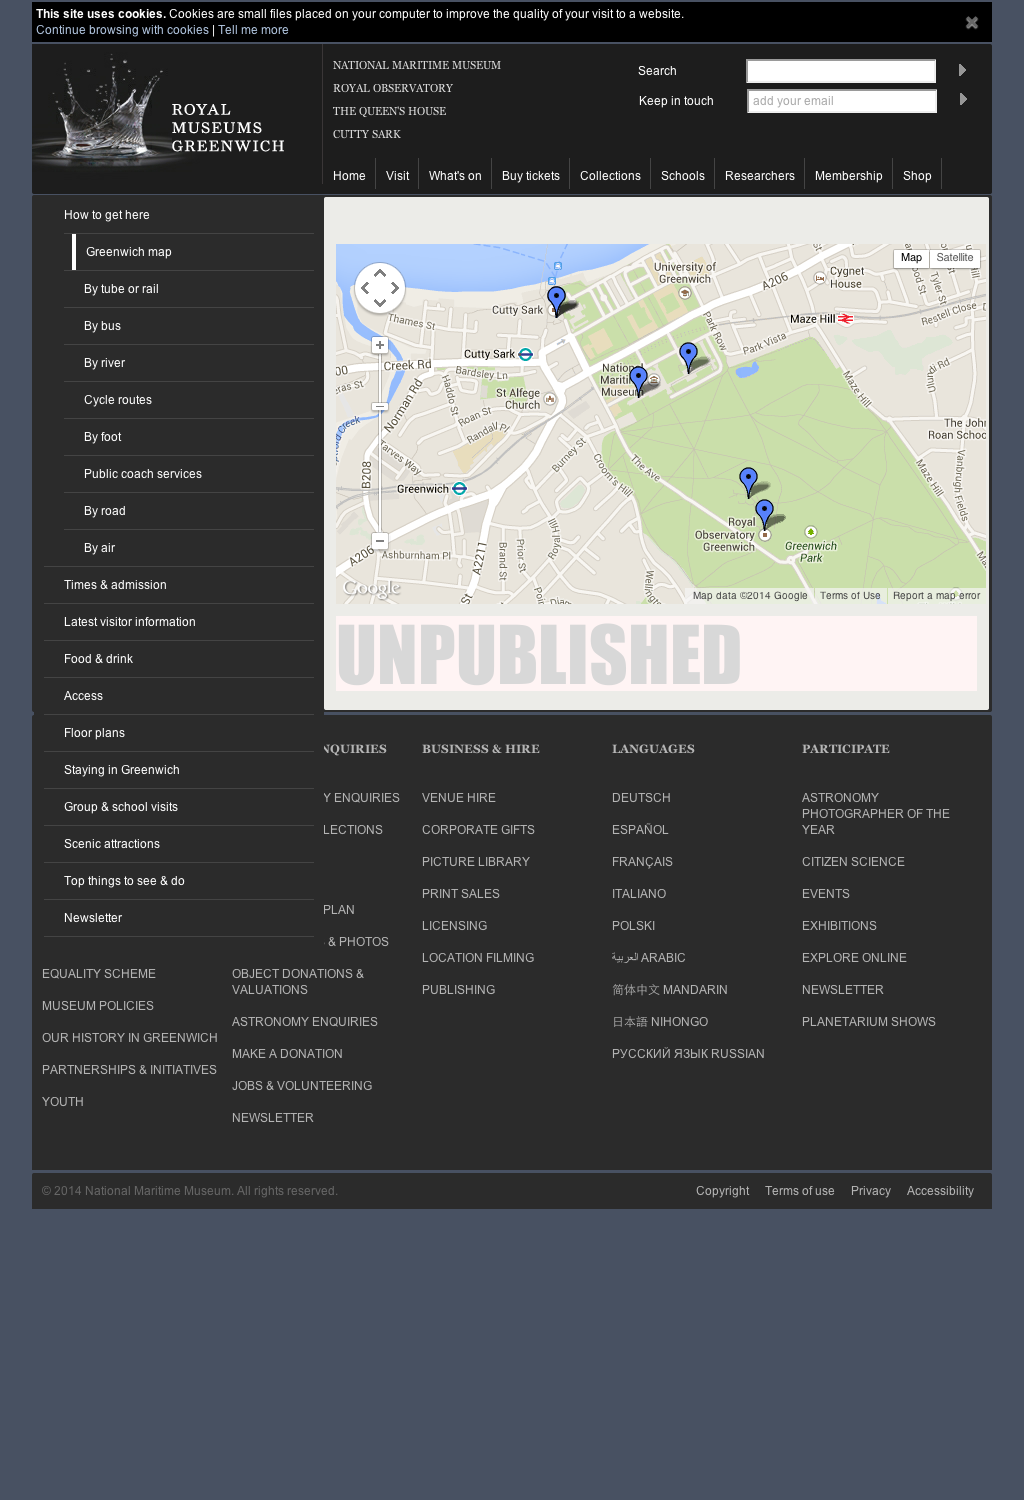 This site uses cookies. Cookies are small files placed on your computer to improve the quality of your visit to a website.
Continue browsing with cookies | Tell me more
ROYAL
MUSEUMS
GREENWICH
NATIONAL MARITIME MUSEUM
ROYAL OBSERVATORY
THE QUEEN'S HOUSE
CUTTY SARK
Search
Keep in touch
add your email
Home
Visit
What's on
Buy tickets
Collections
Schools
Researchers
Membership
Shop
How to get here
Greenwich map
By tube or rail
By bus
By river
Cycle routes
By foot
Public coach services
By road
By air
Times & admission
Latest visitor information
Food & drink
Access
Floor plans
Staying in Greenwich
Group & school visits
Scenic attractions
Top things to see & do
Newsletter
Map
Satellite
University of
Greenwich
A206
Cygnet
House
Tyler St
Restell Close
Cutty Sark
Thames St
Maze Hill
Park Row
Park Vista
Cutty Sark
Creek Rd
Bardsley Ln
National
Maritime
Museum
Haddo St
Norman Rd
St Alfege
Church
Roan St
Randall Pl
Maze Hill
The John
Roan School
Tarves Way
Burney St
B208
Croom's Hill
The Ave
Maze Hill
Vanbrugh Fields
Greenwich
Royal
Observatory
Greenwich
Greenwich
Park
A206
Ashburnham Pl
A2211
Brand St
Prior St
Royal Hill
Park Rd
Google
Map data ©2014 Google
Terms of Use
Report a map error
UNPUBLISHED
NQUIRIES
Y ENQUIRIES
LECTIONS
PLAN
& PHOTOS
OBJECT DONATIONS &
VALUATIONS
ASTRONOMY ENQUIRIES
MAKE A DONATION
JOBS & VOLUNTEERING
NEWSLETTER
EQUALITY SCHEME
MUSEUM POLICIES
OUR HISTORY IN GREENWICH
PARTNERSHIPS & INITIATIVES
YOUTH
BUSINESS & HIRE
VENUE HIRE
CORPORATE GIFTS
PICTURE LIBRARY
PRINT SALES
LICENSING
LOCATION FILMING
PUBLISHING
LANGUAGES
DEUTSCH
ESPAÑOL
FRANÇAIS
ITALIANO
POLSKI
العربية ARABIC
简体中文 MANDARIN
日本語 NIHONGO
РУССКИЙ ЯЗЫК RUSSIAN
PARTICIPATE
ASTRONOMY
PHOTOGRAPHER OF THE
YEAR
CITIZEN SCIENCE
EVENTS
EXHIBITIONS
EXPLORE ONLINE
NEWSLETTER
PLANETARIUM SHOWS
© 2014 National Maritime Museum. All rights reserved.
Copyright
Terms of use
Privacy
Accessibility